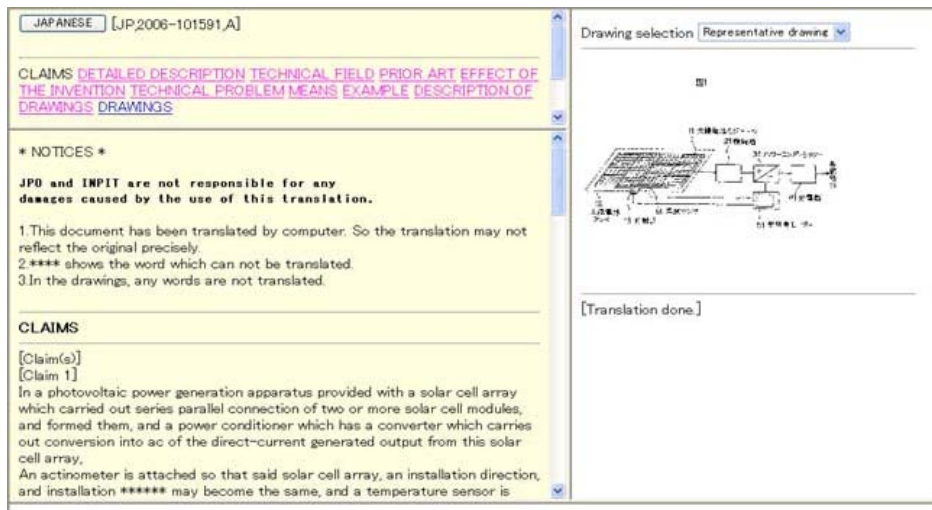 JAPANESE [JP,2006-101591,A]
CLAIMS DETAILED DESCRIPTION TECHNICAL FIELD PRIOR ART EFFECT OF
THE INVENTION TECHNICAL PROBLEM MEANS EXAMPLE DESCRIPTION OF
DRAWINGS DRAWINGS
* NOTICES *
JPO and INPIT are not responsible for any
damages caused by the use of this translation.
1.This document has been translated by computer. So the translation may not
reflect the original precisely.
2.**** shows the word which can not be translated.
3.In the drawings, any words are not translated.
CLAIMS
[Claim(s)]
[Claim 1]
In a photovoltaic power generation apparatus provided with a solar cell array
which carried out series parallel connection of two or more solar cell modules,
and formed them, and a power conditioner which has a converter which carries
out conversion into ac of the direct-current generated output from this solar
cell array,
An actinometer is attached so that said solar cell array, an installation direction,
and installation ****** may become the same, and a temperature sensor is
Drawing selection Representative drawing
図1
[Translation done.]